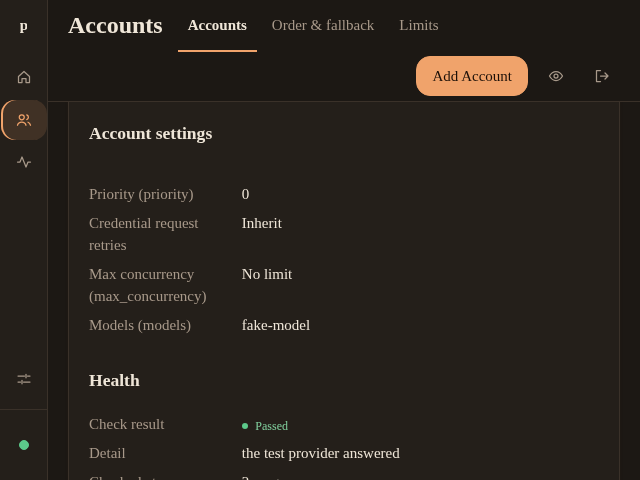 p
Accounts
Accounts
Order & fallback
Limits
Add Account
Account settings
Priority (priority)
0
Credential request
retries
Inherit
Max concurrency
(max_concurrency)
No limit
Models (models)
fake-model
Health
Check result
Passed
Detail
the test provider answered